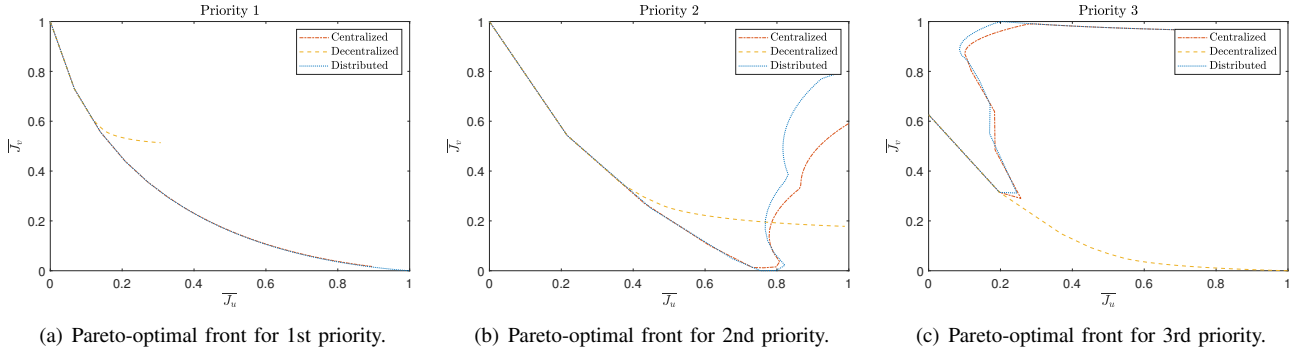 Priority 1
1
0.8
0.6
0.4
0.2
0
0 0.2 0.4 0.6 0.8 1
J_v
J_u
Centralized
Decentralized
Distributed
(a) Pareto-optimal front for 1st priority.
Priority 2
1
0.8
0.6
0.4
0.2
0
0 0.2 0.4 0.6 0.8 1
J_v
J_u
Centralized
Decentralized
Distributed
(b) Pareto-optimal front for 2nd priority.
Priority 3
1
0.8
0.6
0.4
0.2
0
0 0.2 0.4 0.6 0.8 1
J_v
J_u
Centralized
Decentralized
Distributed
(c) Pareto-optimal front for 3rd priority.